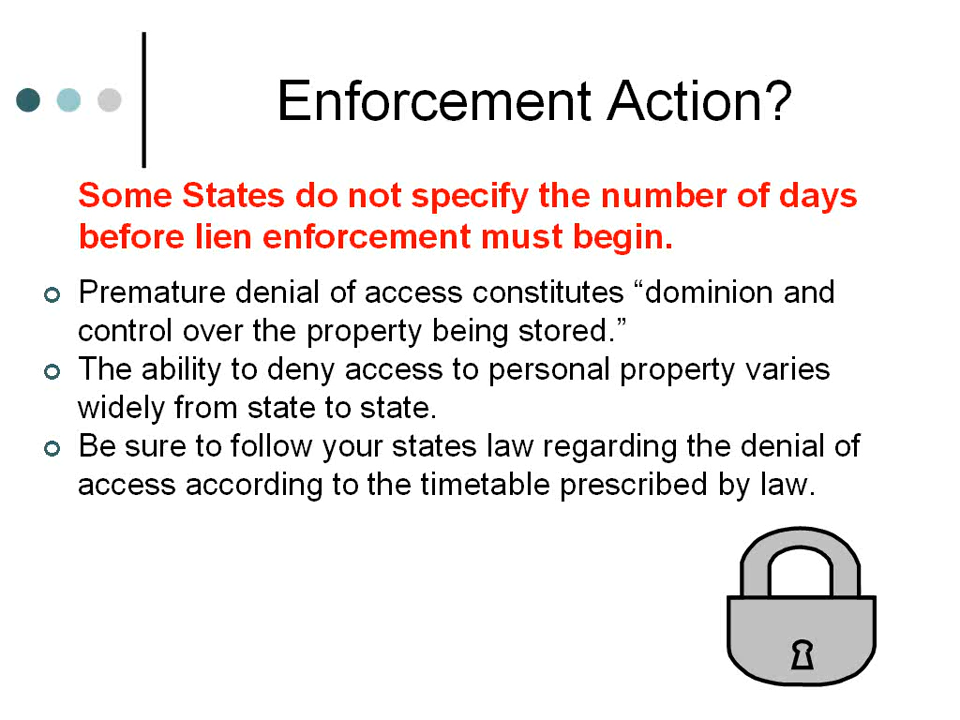 Enforcement Action?
Some States do not specify the number of days
before lien enforcement must begin.
Premature denial of access constitutes “dominion and
control over the property being stored.”
The ability to deny access to personal property varies
widely from state to state.
Be sure to follow your states law regarding the denial of
access according to the timetable prescribed by law.